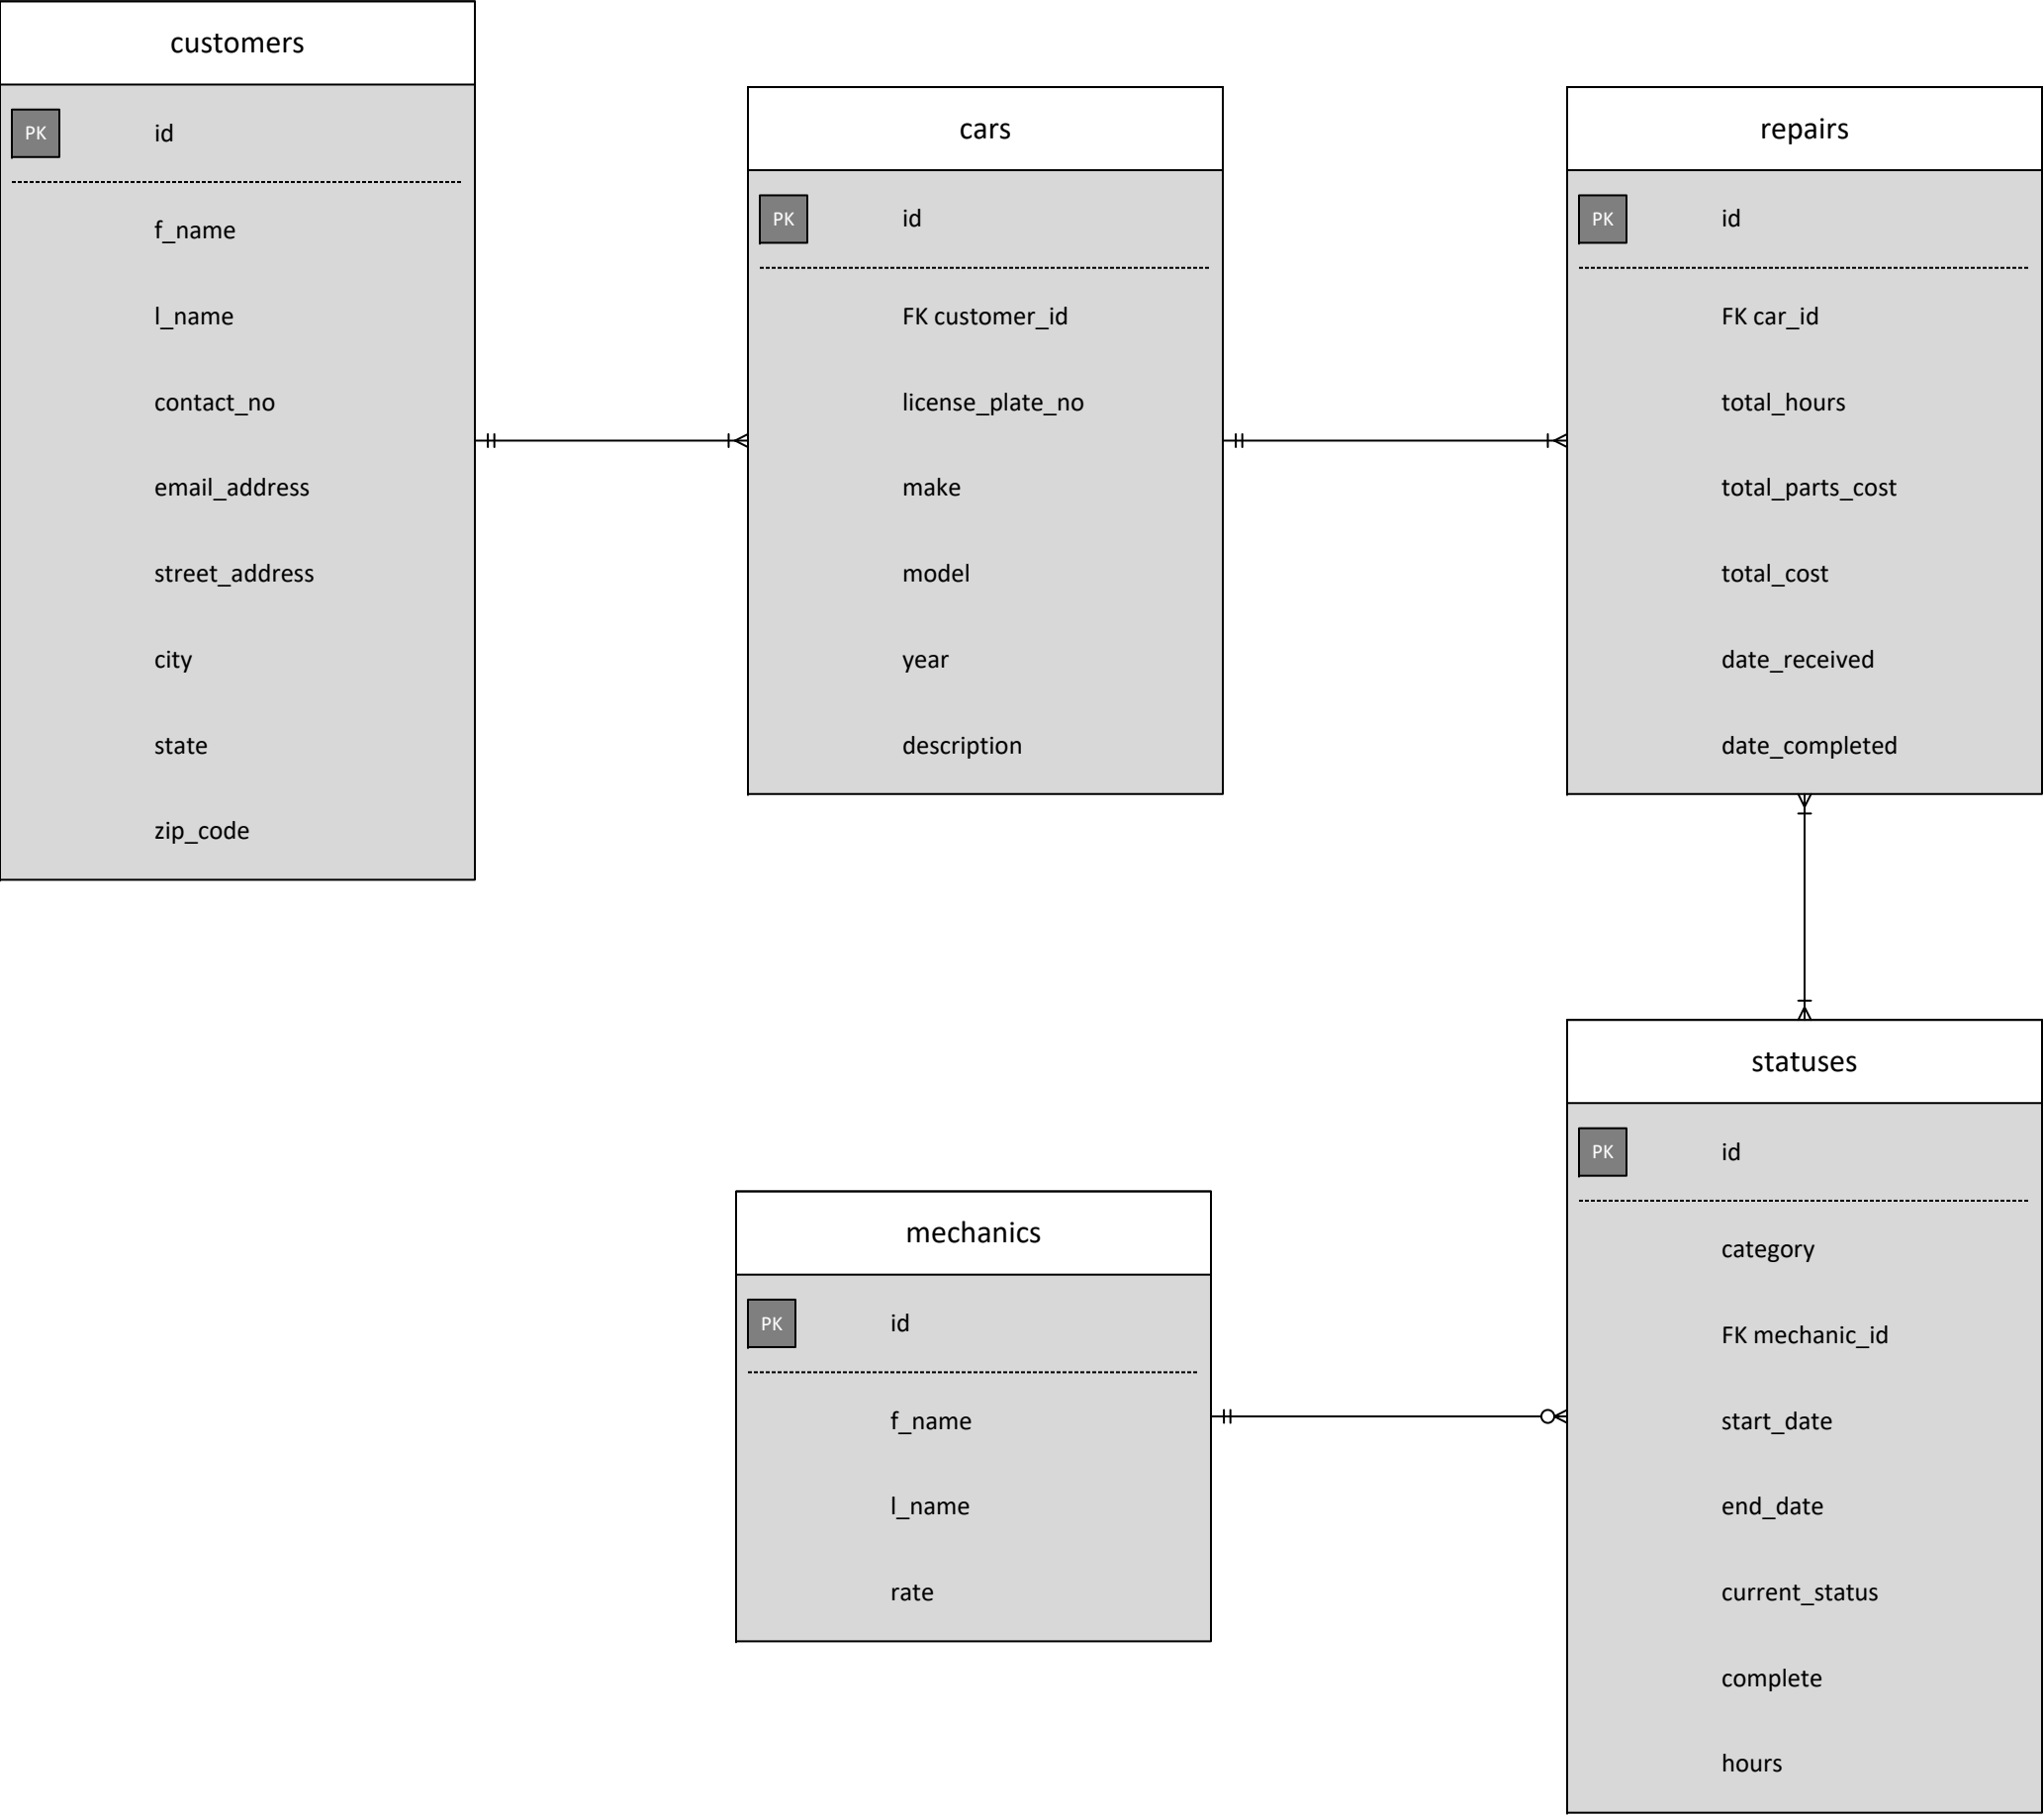 customers
PK id
f_name
l_name
contact_no
email_address
street_address
city
state
zip_code
cars
PK id
FK customer_id
license_plate_no
make
model
year
description
repairs
PK id
FK car_id
total_hours
total_parts_cost
total_cost
date_received
date_completed
mechanics
PK id
f_name
l_name
rate
statuses
PK id
category
FK mechanic_id
start_date
end_date
current_status
complete
hours